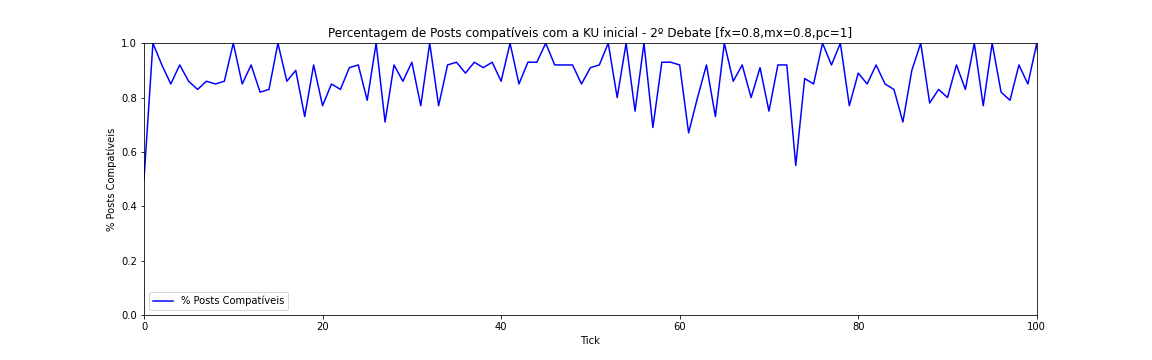 Percentagem de Posts compatíveis com a KU inicial - 2º Debate [fx=0.8,mx=0.8,pc=1]
1.0
0.8
0.6
0.4
0.2
0.0
% Posts Compatíveis
% Posts Compatíveis
0 20 40 60 80 100
Tick